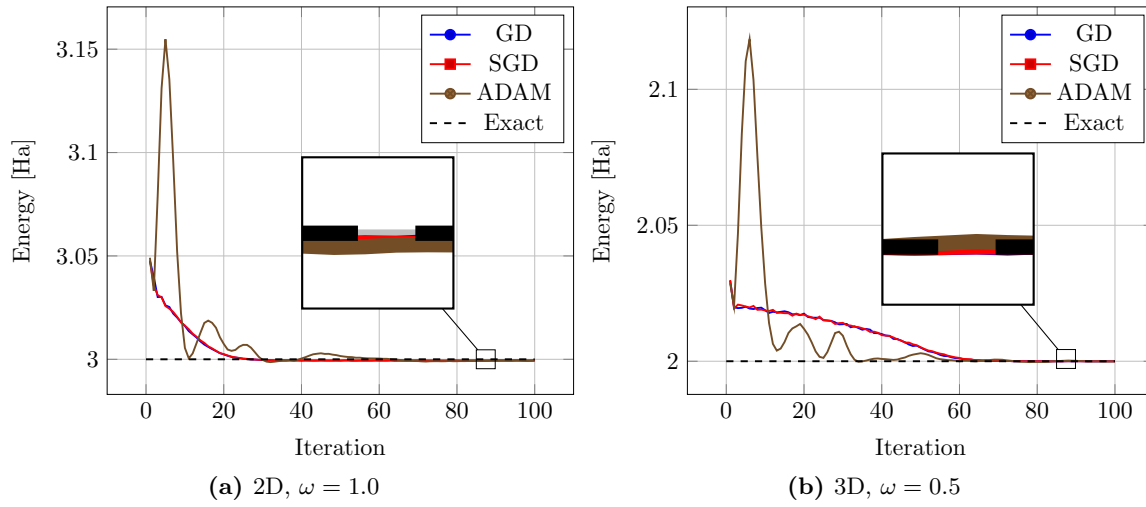 3.15
3.1
3.05
3
0 20 40 60 80 100
Energy [Ha]
Iteration
GD
SGD
ADAM
Exact
(a) 2D, ω = 1.0
2.1
2.05
2
0 20 40 60 80 100
Energy [Ha]
Iteration
GD
SGD
ADAM
Exact
(b) 3D, ω = 0.5